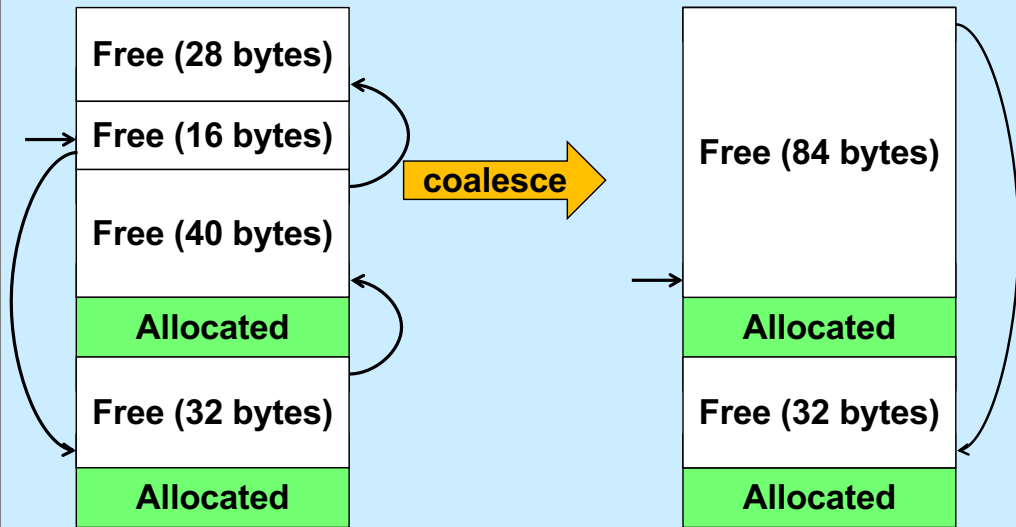 Free (28 bytes)
Free (16 bytes)
Free (40 bytes)
Allocated
Free (32 bytes)
Allocated
coalesce
Free (84 bytes)
Allocated
Free (32 bytes)
Allocated